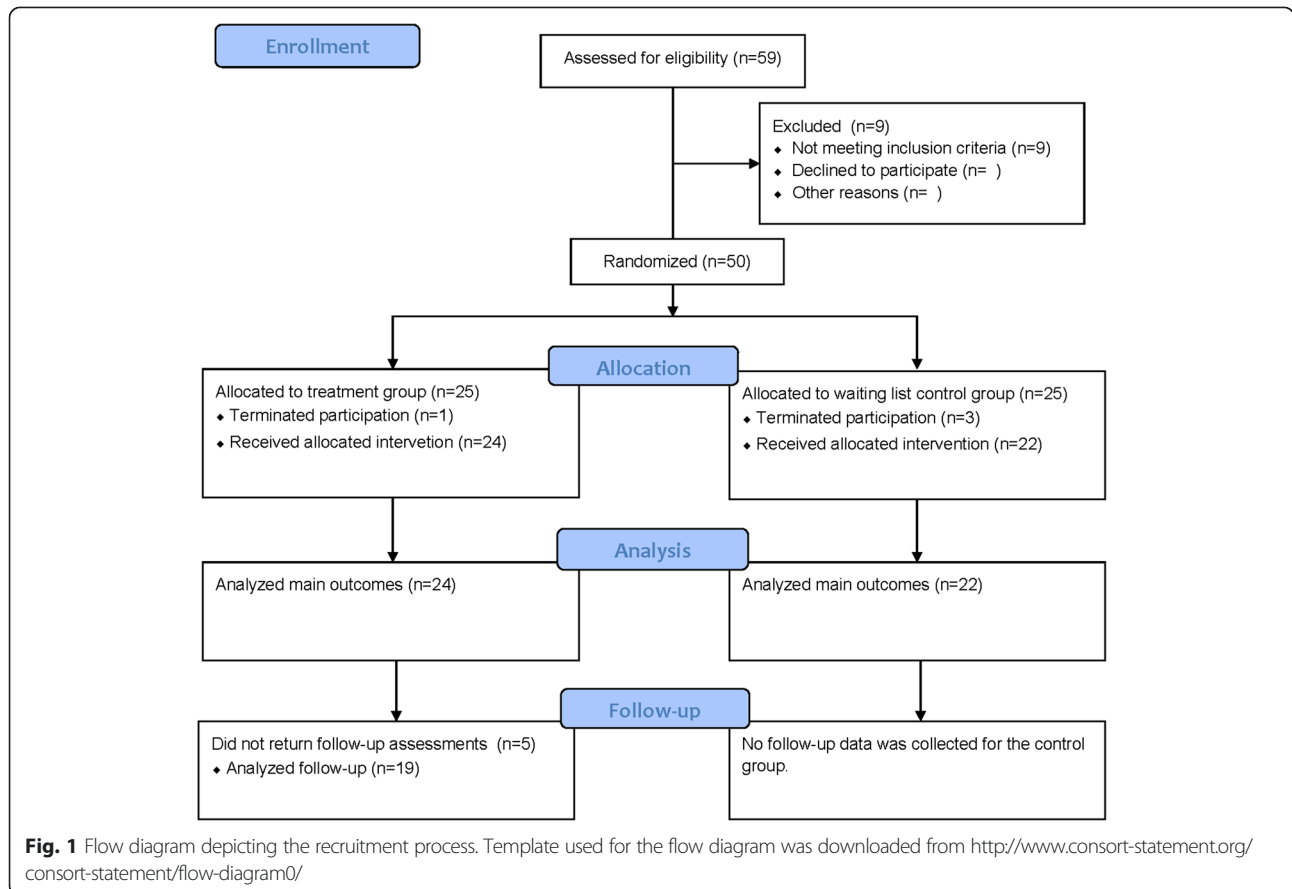 Enrollment
Assessed for eligibility (n=59)
Excluded (n=9)
◆ Not meeting inclusion criteria (n=9)
◆ Declined to participate (n= )
◆ Other reasons (n= )
Randomized (n=50)
Allocation
Allocated to treatment group (n=25)
◆ Terminated participation (n=1)
◆ Received allocated intervetion (n=24)
Allocated to waiting list control group (n=25)
◆ Terminated participation (n=3)
◆ Received allocated intervention (n=22)
Analysis
Analyzed main outcomes (n=24)
Analyzed main outcomes (n=22)
Follow-up
Did not return follow-up assessments (n=5)
◆ Analyzed follow-up (n=19)
No follow-up data was collected for the control
group.
Fig. 1 Flow diagram depicting the recruitment process. Template used for the flow diagram was downloaded from http://www.consort-statement.org/
consort-statement/flow-diagram0/